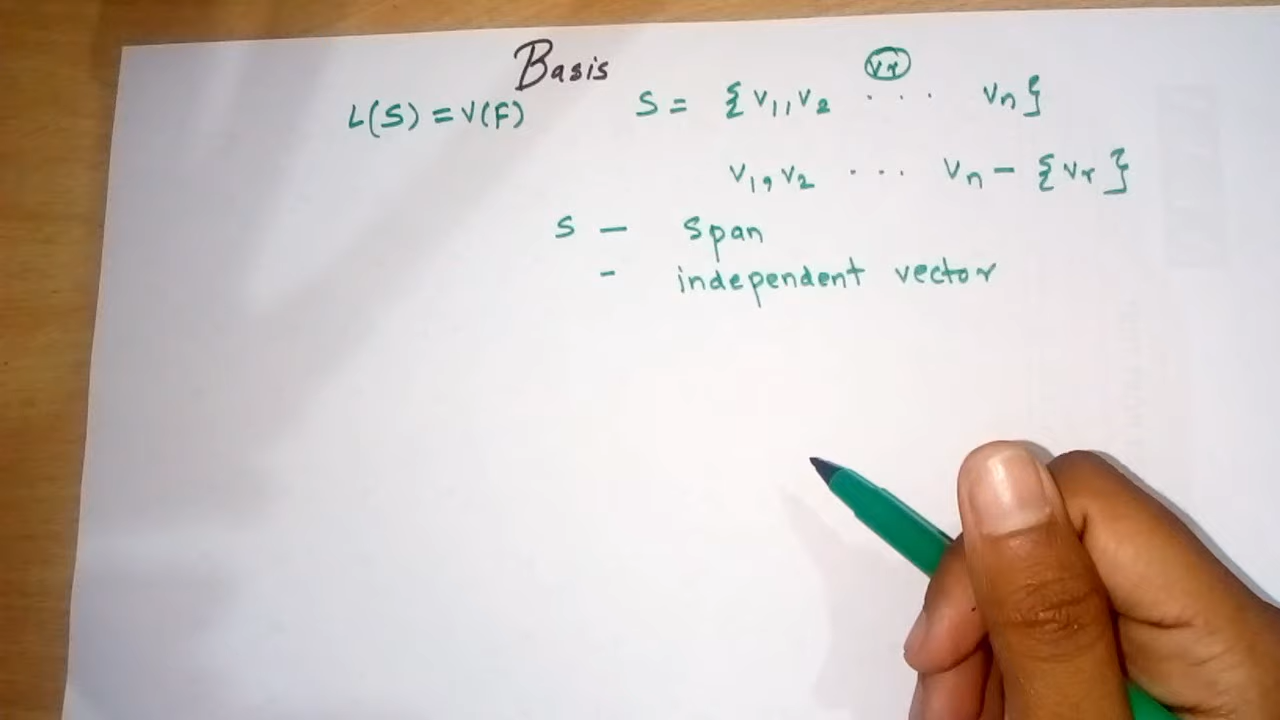 Basis
L(S) = V(F) S = { v1, v2 ... vr ... vn }
v1, v2 ... vn - { vr }
S - Span
- independent vector